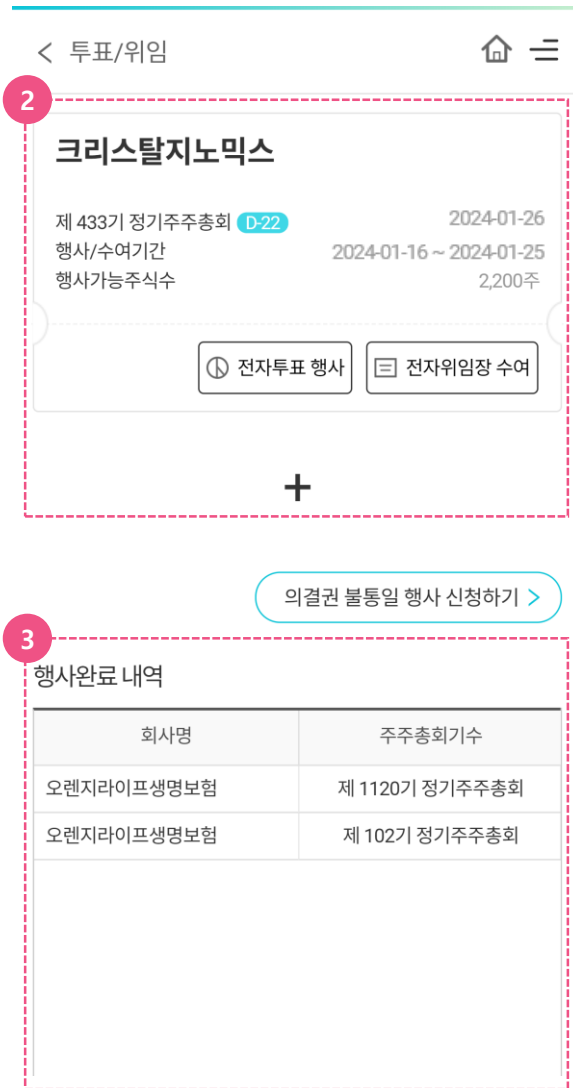 투표/위임
2
크리스탈지노믹스
제 433기 정기주주총회 D-22 2024-01-26
행사/수여기간 2024-01-16 ~ 2024-01-25
행사가능주식수 2,200주
전자투표 행사 전자위임장 수여
+
의결권 불통일 행사 신청하기 >
3
행사완료 내역
회사명 주주총회기수
오렌지라이프생명보험 제 1120기 정기주주총회
오렌지라이프생명보험 제 102기 정기주주총회